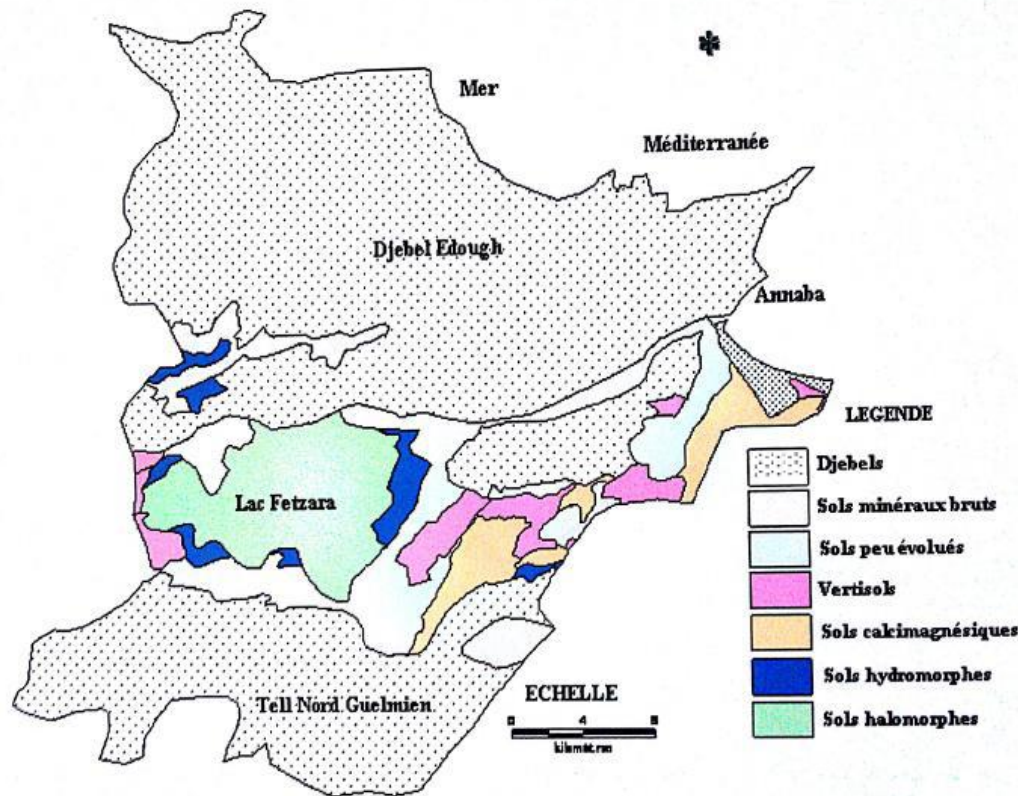 Mer
Méditerranée
Djebel Edough
Annaba
LEGENDE
Djebels
Sols minéraux bruts
Lac Fetzara
Sols peu évolués
Vertisols
Sols calcimagnésiques
Sols hydromorphes
Sols halomorphes
Tell Nord Guelmien
ECHELLE
0 4 8